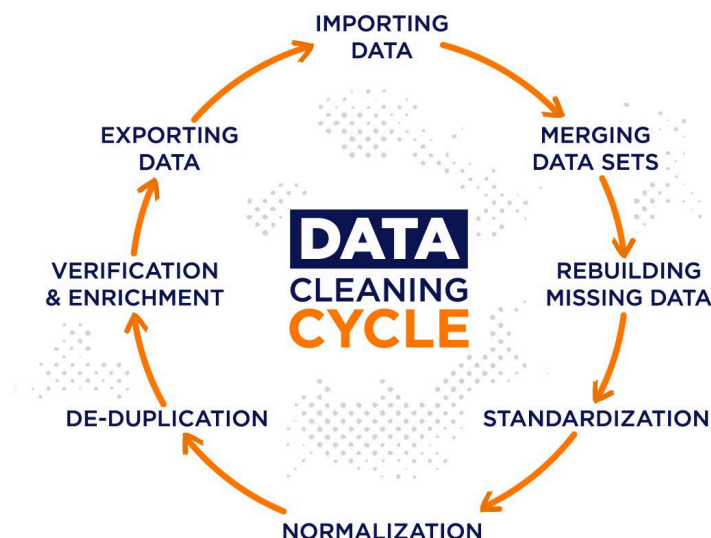 IMPORTING
DATA
MERGING
DATA SETS
REBUILDING
MISSING DATA
STANDARDIZATION
NORMALIZATION
DE-DUPLICATION
VERIFICATION
& ENRICHMENT
EXPORTING
DATA
DATA
CLEANING
CYCLE